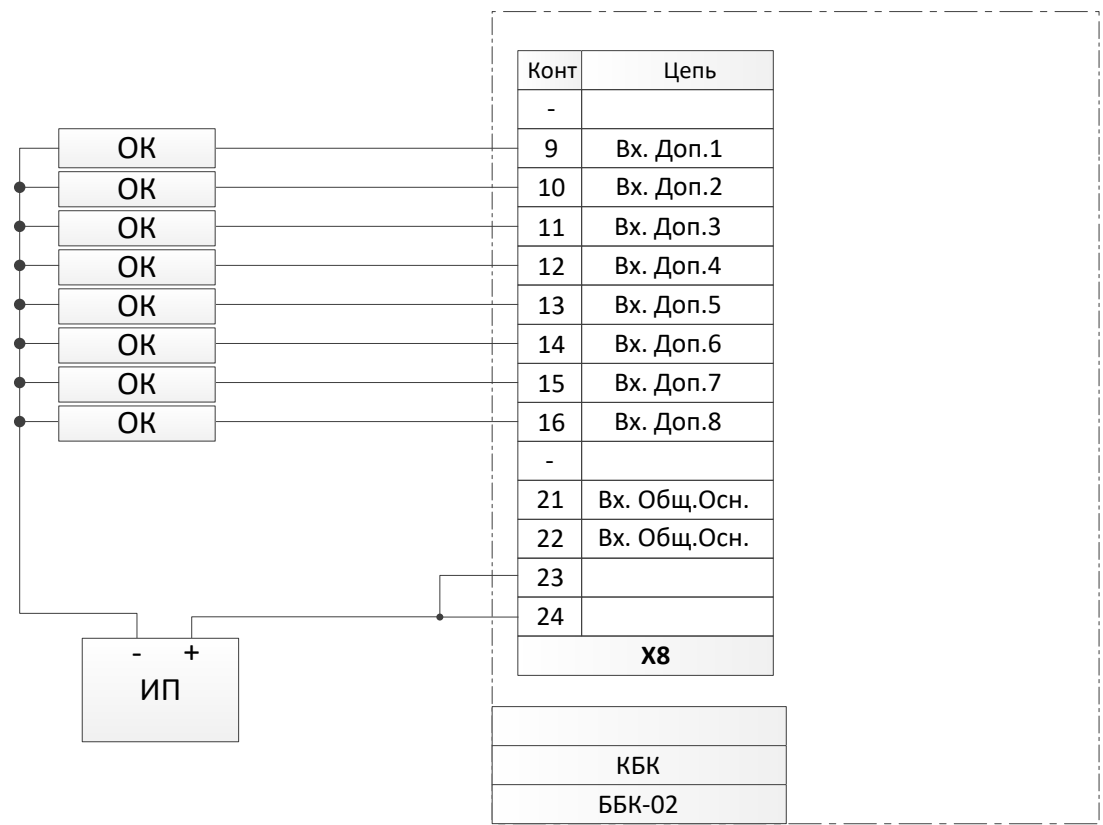 Конт Цепь
-
ОК 9 Вх. Доп.1
ОК 10 Вх. Доп.2
ОК 11 Вх. Доп.3
ОК 12 Вх. Доп.4
ОК 13 Вх. Доп.5
ОК 14 Вх. Доп.6
ОК 15 Вх. Доп.7
ОК 16 Вх. Доп.8
-
21 Вх. Общ.Осн.
22 Вх. Общ.Осн.
23
24
Х8
- +
ИП
КБК
ББК-02